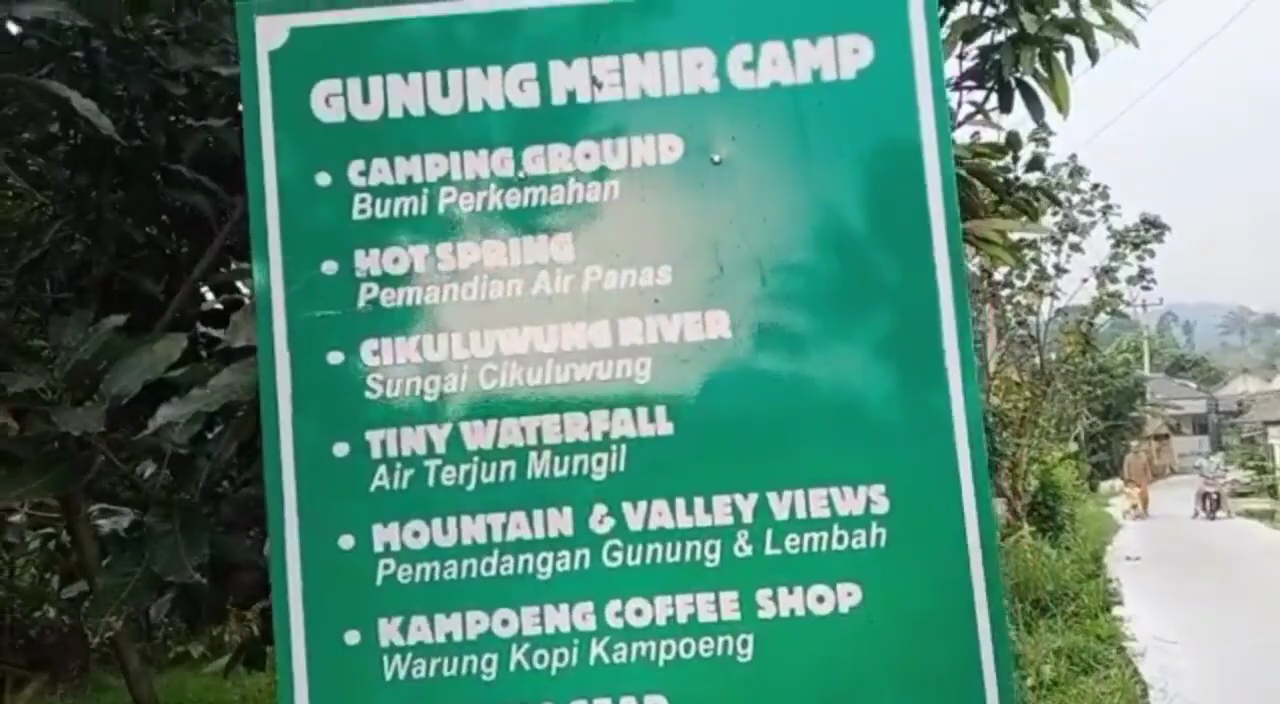 GUNUNG MENIR CAMP
• CAMPING GROUND
Bumi Perkemahan
• HOT SPRING
Pemandian Air Panas
• CIKULUWUNG RIVER
Sungai Cikuluwung
• TINY WATERFALL
Air Terjun Mungil
• MOUNTAIN & VALLEY VIEWS
Pemandangan Gunung & Lembah
• KAMPOENG COFFEE SHOP
Warung Kopi Kampoeng